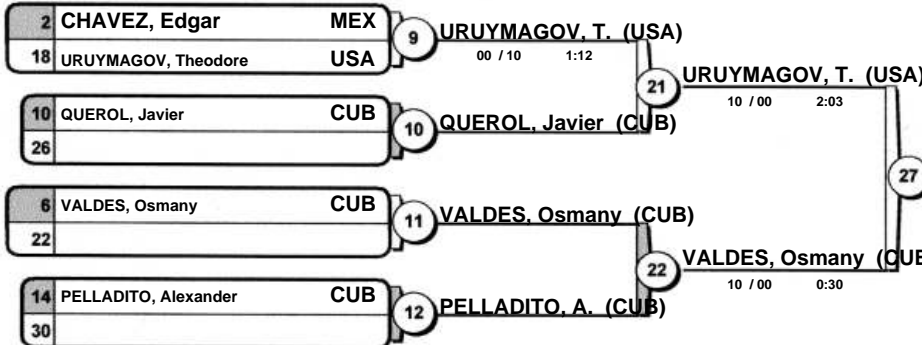 2 CHAVEZ, Edgar MEX
18 URUYMAGOV, Theodore USA
9
URUYMAGOV, T. (USA)
00 / 10 1:12
10 QUEROL, Javier CUB
26
10
QUEROL, Javier (CUB)
21
URUYMAGOV, T. (USA)
10 / 00 2:03
6 VALDES, Osmany CUB
22
11
VALDES, Osmany (CUB)
14 PELLADITO, Alexander CUB
30
12
PELLADITO, A. (CUB)
22
VALDES, Osmany (CUB
10 / 00 0:30
27